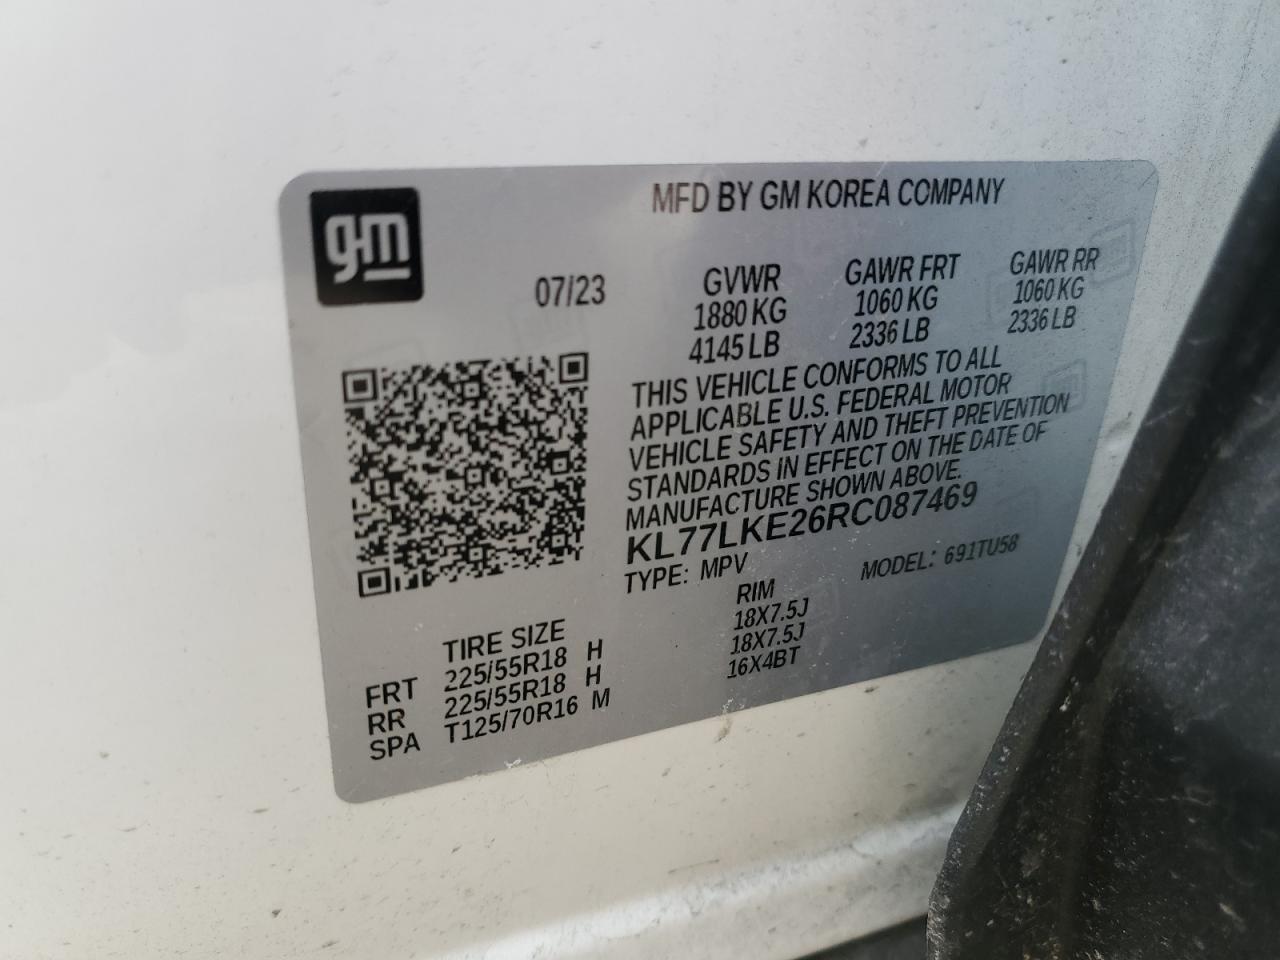 gm
MFD BY GM KOREA COMPANY
07/23
GVWR GAWR FRT GAWR RR
1880 KG 1060 KG 1060 KG
4145 LB 2336 LB 2336 LB
THIS VEHICLE CONFORMS TO ALL
APPLICABLE U.S. FEDERAL MOTOR
VEHICLE SAFETY AND THEFT PREVENTION
STANDARDS IN EFFECT ON THE DATE OF
MANUFACTURE SHOWN ABOVE.
KL77LKE26RC087469
TYPE: MPV MODEL: 691TU58
TIRE SIZE RIM
FRT 225/55R18 H 18X7.5J
RR 225/55R18 H 18X7.5J
SPA T125/70R16 M 16X4BT